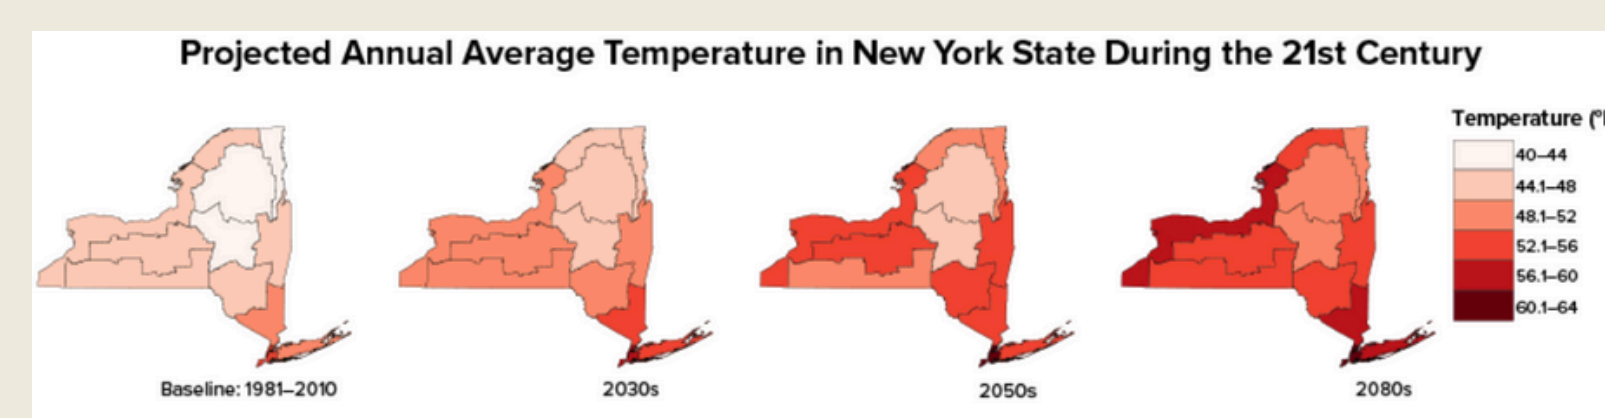 Projected Annual Average Temperature in New York State During the 21st Century
Temperature (°
40–44
44.1–48
48.1–52
52.1–56
56.1–60
60.1–64
Baseline: 1981–2010
2030s
2050s
2080s